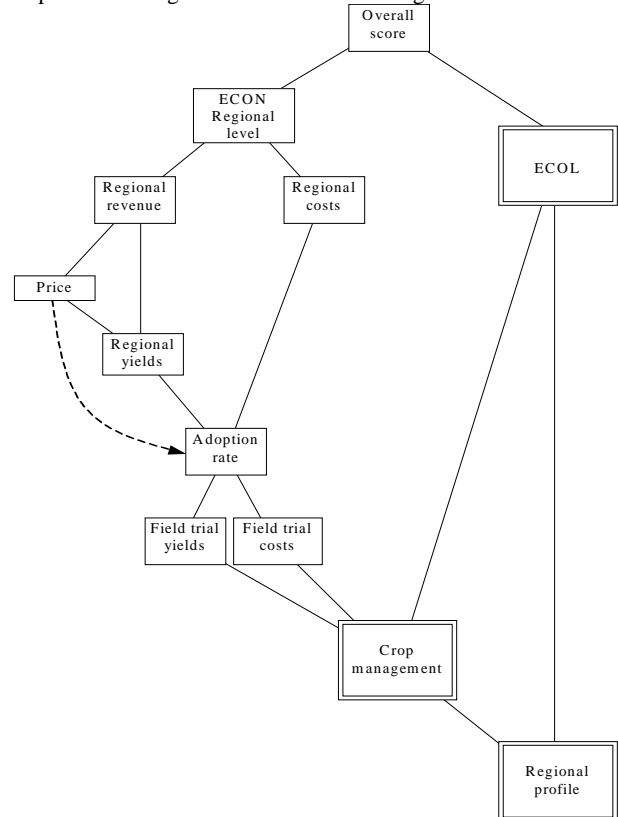 Overall
score
ECON
Regional
level
ECOL
Regional
revenue
Regional
costs
Price
Regional
yields
Adoption
rate
Field trial
yields
Field trial
costs
Crop
management
Regional
profile